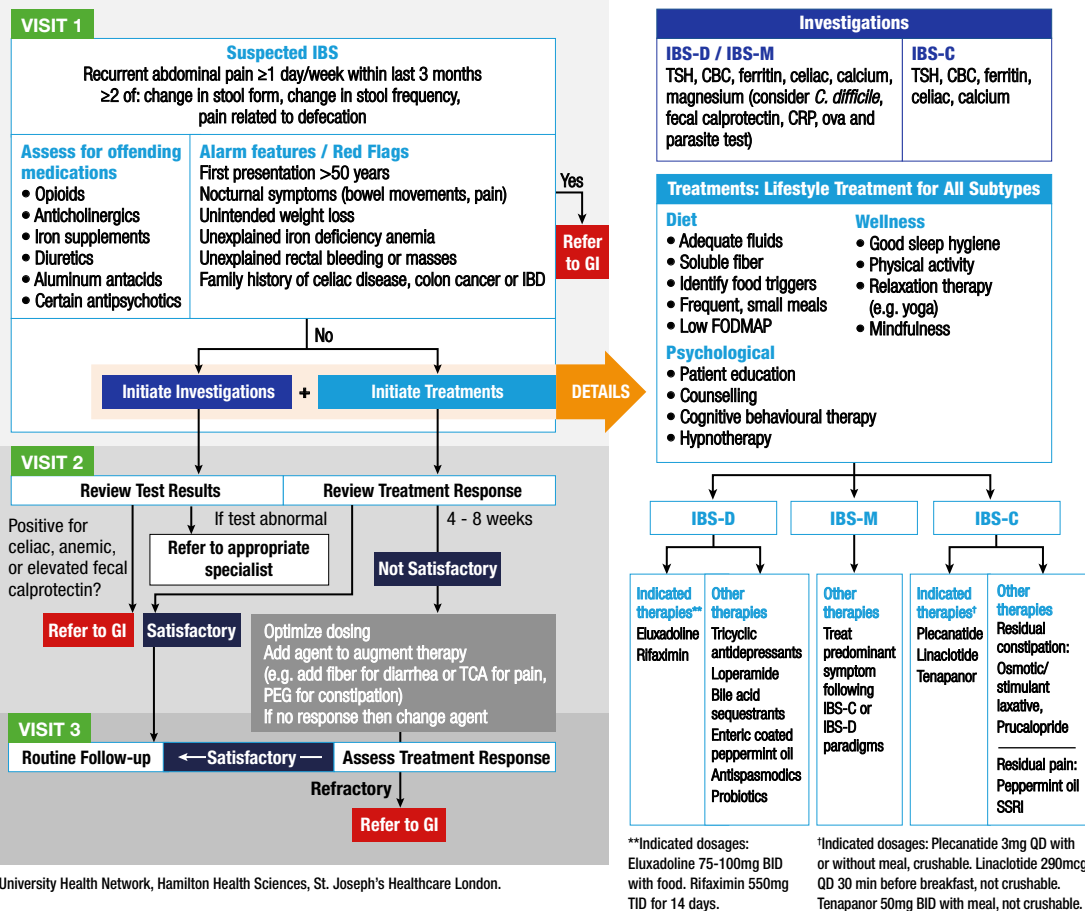 VISIT 1
Suspected IBS
Recurrent abdominal pain ≥1 day/week within last 3 months
≥2 of: change in stool form, change in stool frequency,
pain related to defecation
Assess for offending
medications
• Opioids
• Anticholinergics
• Iron supplements
• Diuretics
• Aluminum antacids
• Certain antipsychotics
Alarm features / Red Flags
First presentation >50 years
Nocturnal symptoms (bowel movements, pain)
Unintended weight loss
Unexplained iron deficiency anemia
Unexplained rectal bleeding or masses
Family history of celiac disease, colon cancer or IBD
Yes
Refer
to GI
No
Initiate Investigations
+
Initiate Treatments
DETAILS
VISIT 2
Review Test Results
Review Treatment Response
Positive for
celiac, anemic,
or elevated fecal
calprotectin?
If test abnormal
Refer to appropriate
specialist
4 - 8 weeks
Not Satisfactory
Refer to GI
Satisfactory
Optimize dosing
Add agent to augment therapy
(e.g. add fiber for diarrhea or TCA for pain,
PEG for constipation)
If no response then change agent
VISIT 3
Routine Follow-up
Satisfactory
Assess Treatment Response
Refractory
Refer to GI
University Health Network, Hamilton Health Sciences, St. Joseph's Healthcare London.
Investigations
IBS-D / IBS-M
TSH, CBC, ferritin, celiac, calcium,
magnesium (consider C. difficile,
fecal calprotectin, CRP, ova and
parasite test)
IBS-C
TSH, CBC, ferritin,
celiac, calcium
Treatments: Lifestyle Treatment for All Subtypes
Diet
• Adequate fluids
• Soluble fiber
• Identify food triggers
• Frequent, small meals
• Low FODMAP
Wellness
• Good sleep hygiene
• Physical activity
• Relaxation therapy
(e.g. yoga)
• Mindfulness
Psychological
• Patient education
• Counselling
• Cognitive behavioural therapy
• Hypnotherapy
IBS-D
IBS-M
IBS-C
Indicated
therapies**
Eluxadoline
Rifaximin
Other
therapies
Tricyclic
antidepressants
Loperamide
Bile acid
sequestrants
Enteric coated
peppermint oil
Antispasmodics
Probiotics
Other
therapies
Treat
predominant
symptom
following
IBS-C or
IBS-D
paradigms
Indicated
therapies†
Plecanatide
Linaclotide
Tenapanor
Other
therapies
Residual
constipation:
Osmotic/
stimulant
laxative,
Prucalopride
Residual pain:
Peppermint oil
SSRI
**Indicated dosages:
Eluxadoline 75-100mg BID
with food. Rifaximin 550mg
TID for 14 days.
†Indicated dosages: Plecanatide 3mg QD with
or without meal, crushable. Linaclotide 290mcg
QD 30 min before breakfast, not crushable.
Tenapanor 50mg BID with meal, not crushable.